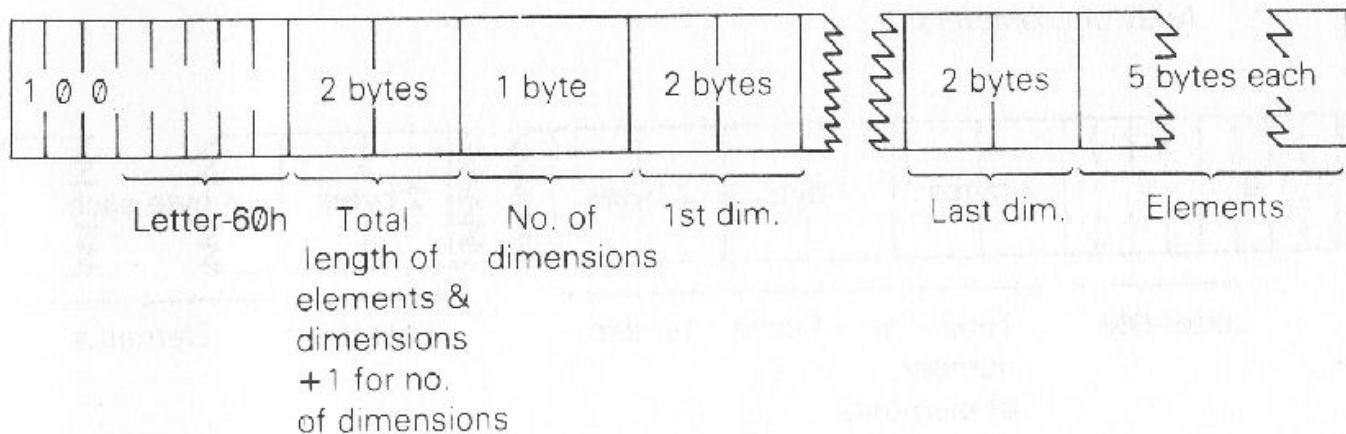 1 0 0
2 bytes
1 byte
2 bytes
2 bytes
5 bytes each
Letter-60h
Total
length of
elements &
dimensions
+1 for no.
of dimensions
No. of
dimensions
1st dim.
Last dim.
Elements